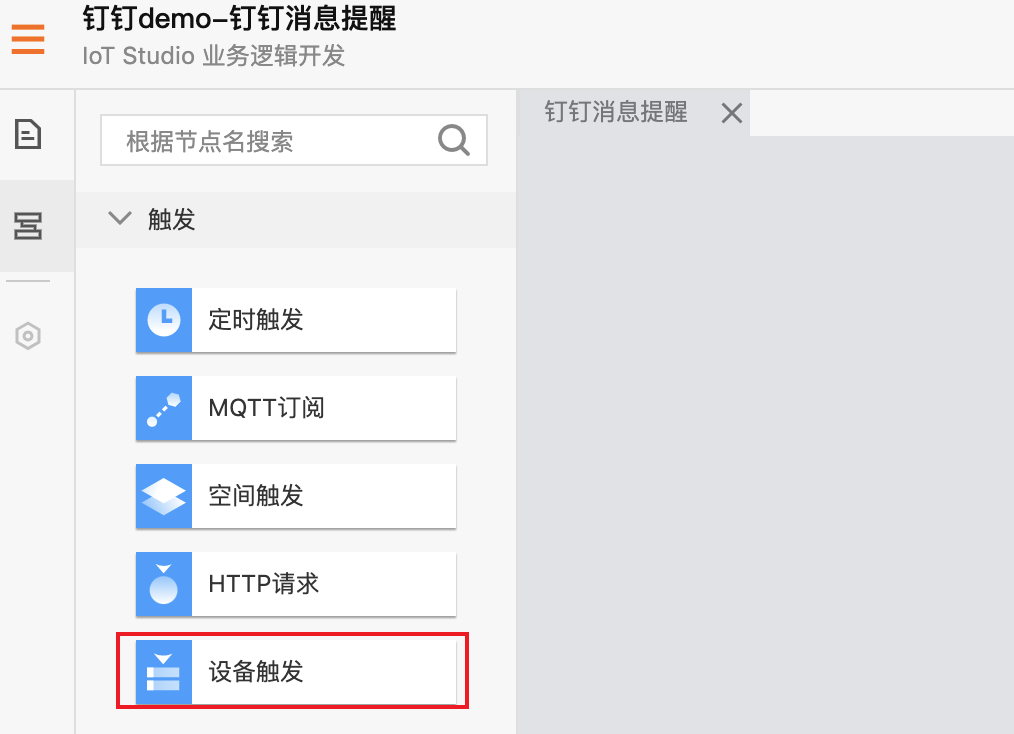 钉钉demo-钉钉消息提醒
IoT Studio 业务逻辑开发
钉钉消息提醒
根据节点名搜索
触发
定时触发
MQTT订阅
空间触发
HTTP请求
设备触发